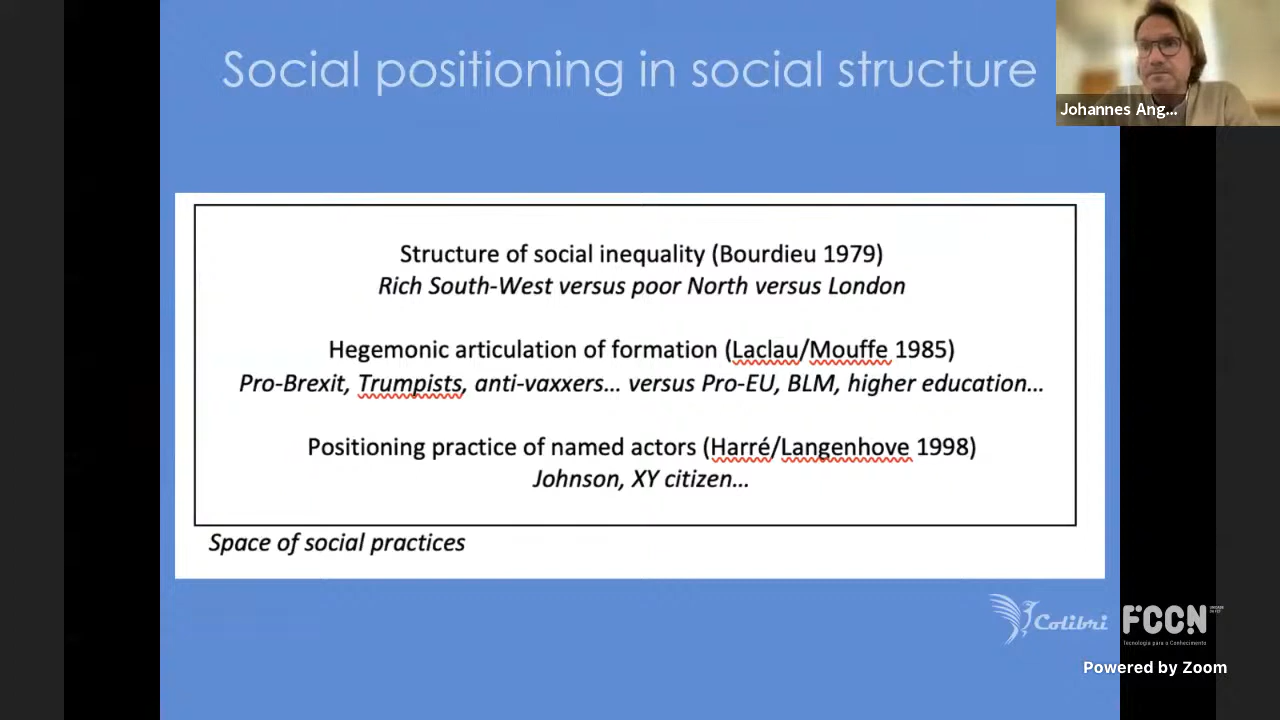 Social positioning in social structure
Johannes Ang...
Structure of social inequality (Bourdieu 1979)
Rich South-West versus poor North versus London
Hegemonic articulation of formation (Laclau/Mouffe 1985)
Pro-Brexit, Trumpists, anti-vaxxers... versus Pro-EU, BLM, higher education...
Positioning practice of named actors (Harré/Langenhove 1998)
Johnson, XY citizen...
Space of social practices
Colibri
FCCN
Tecnologia para o Conhecimento
Powered by Zoom